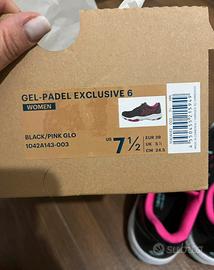 GEL-PADEL EXCLUSIVE 6
WOMEN
BLACK/PINK GLO
1042A143-003
US 7 1/2
EUR 39
UK 5 1/2
CM 24.5
Subito